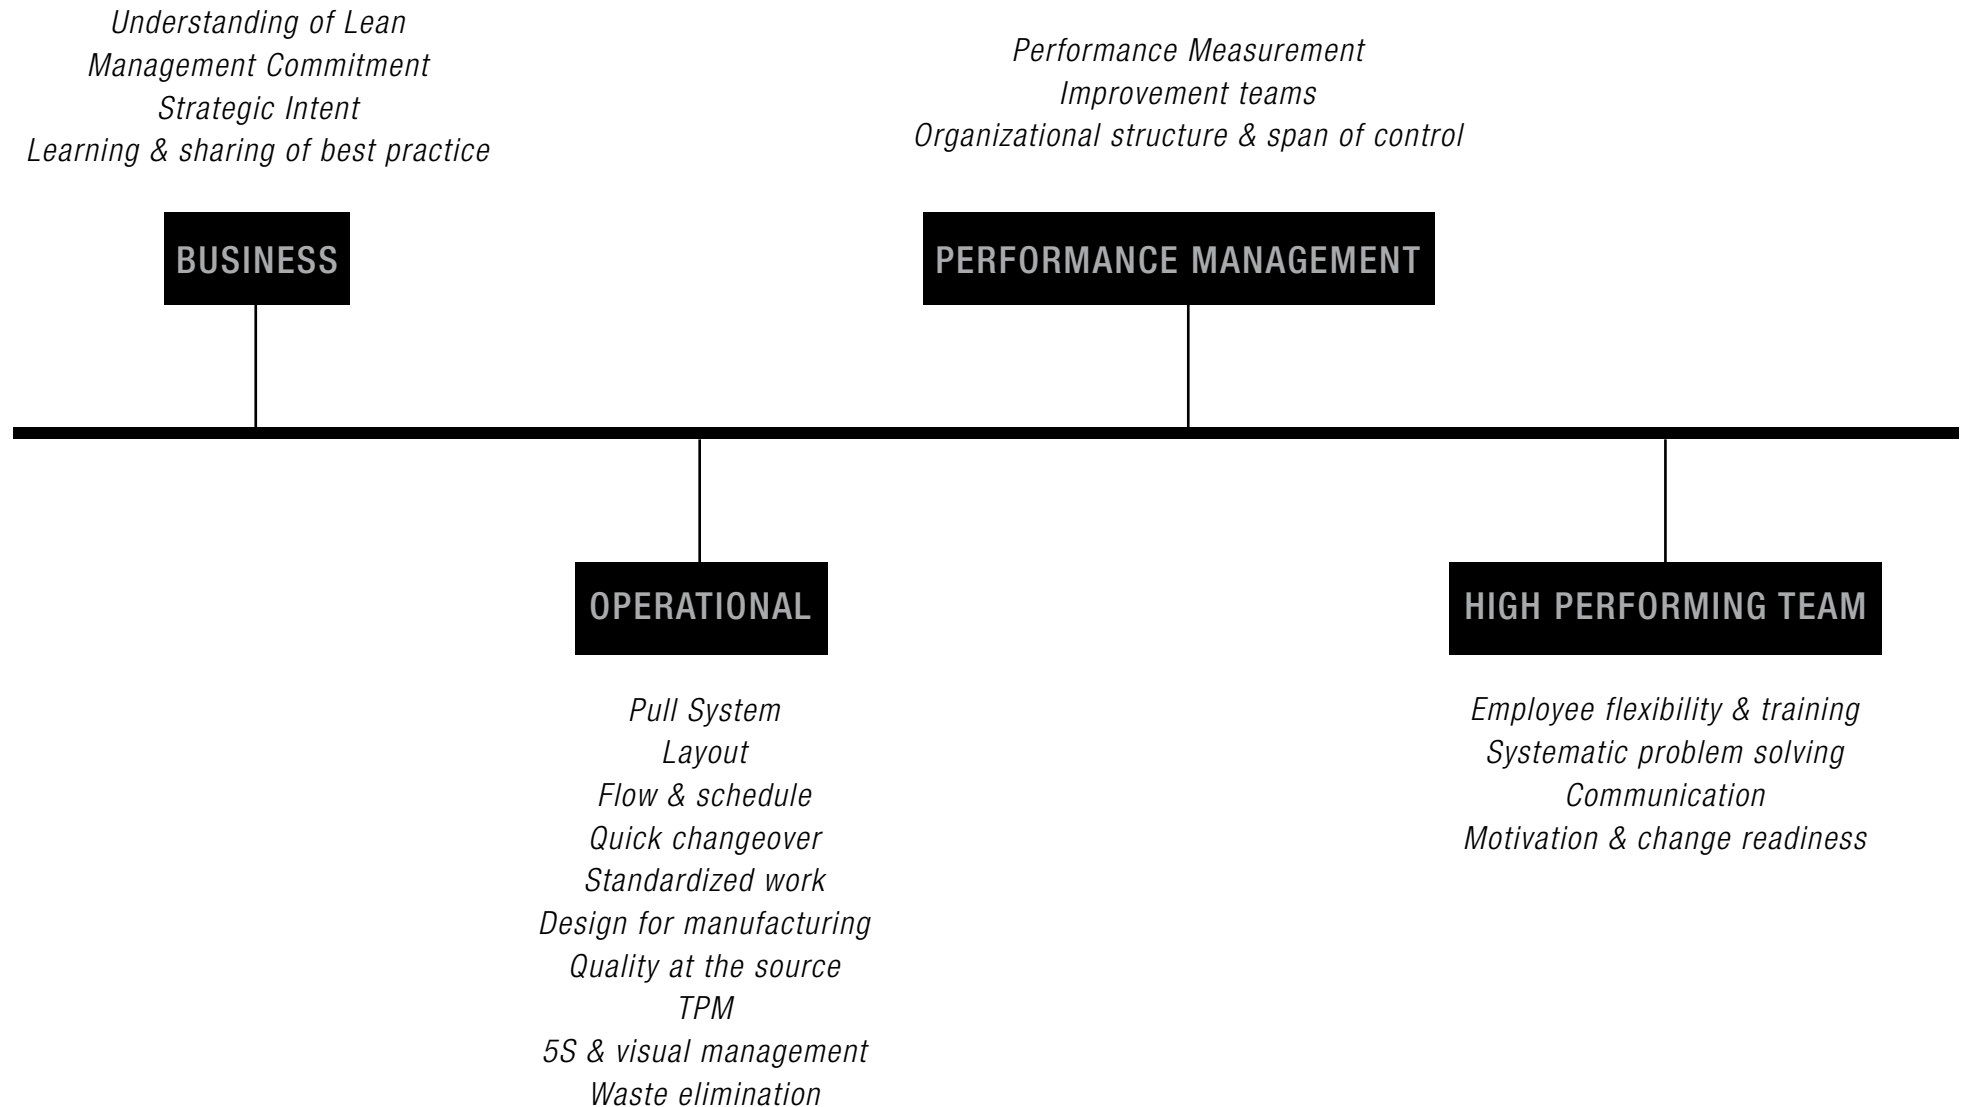 Understanding of Lean
Management Commitment
Strategic Intent
Learning & sharing of best practice
BUSINESS
Performance Measurement
Improvement teams
Organizational structure & span of control
PERFORMANCE MANAGEMENT
OPERATIONAL
Pull System
Layout
Flow & schedule
Quick changeover
Standardized work
Design for manufacturing
Quality at the source
TPM
5S & visual management
Waste elimination
HIGH PERFORMING TEAM
Employee flexibility & training
Systematic problem solving
Communication
Motivation & change readiness